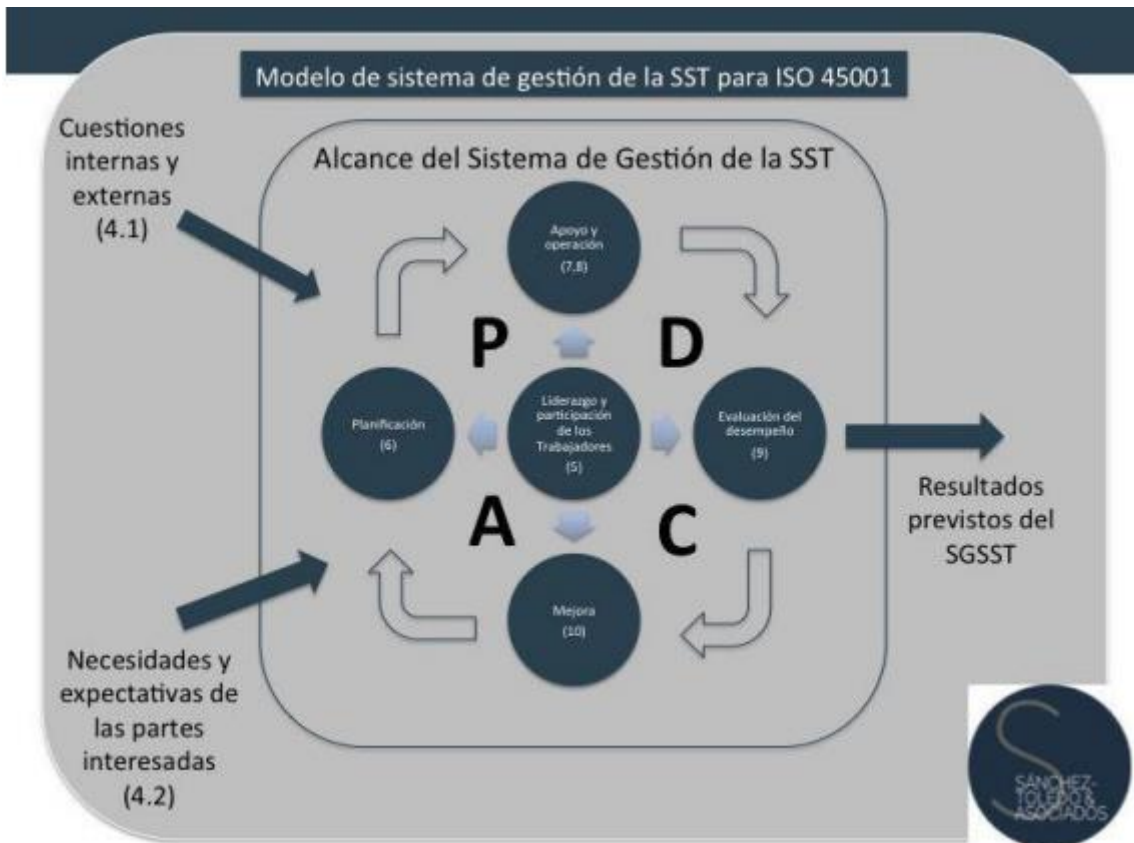 Modelo de sistema de gestión de la SST para ISO 45001
Cuestiones
internas y
externas
(4.1)
Alcance del Sistema de Gestión de la SST
Apoyo y
operación
(7,8)
P
D
Planificación
(6)
Liderazgo y
participación
de los
Trabajadores
(5)
Evaluación del
desempeño
(9)
A
C
Resultados
previstos del
SGSST
Mejora
(10)
Necesidades y
expectativas de
las partes
interesadas
(4.2)
S
SÁNCHEZ-
TOLEDO &
ASOCIADOS